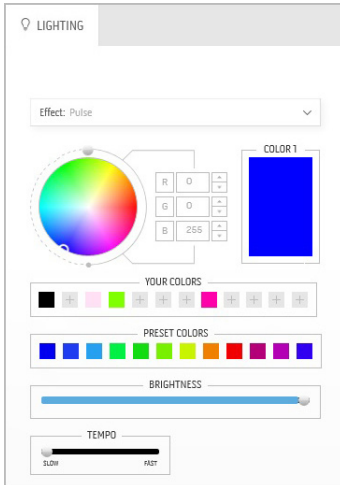 LIGHTING
Effect: Pulse
COLOR 1
R 0
G 0
B 255
YOUR COLORS
PRESET COLORS
BRIGHTNESS
TEMPO
SLOW FAST